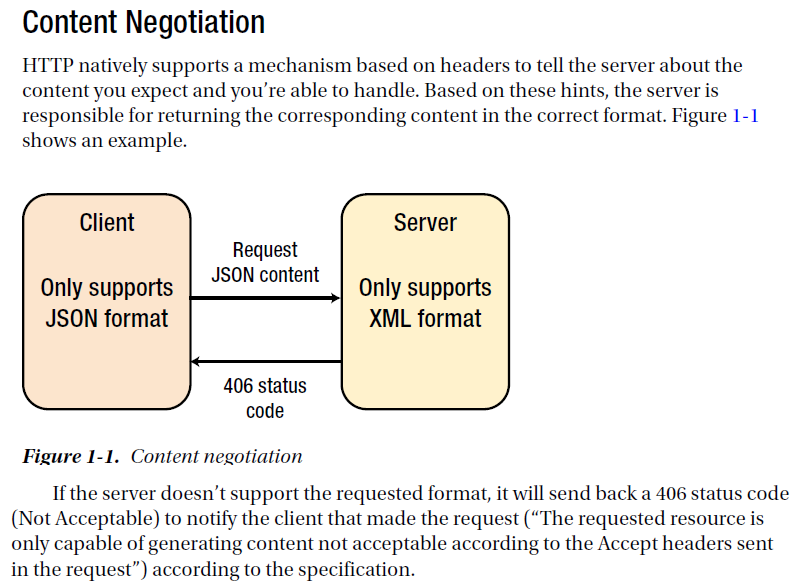 Content Negotiation
HTTP natively supports a mechanism based on headers to tell the server about the
content you expect and you’re able to handle. Based on these hints, the server is
responsible for returning the corresponding content in the correct format. Figure 1-1
shows an example.
Client
Only supports
JSON format
Request
JSON content
406 status
code
Server
Only supports
XML format
Figure 1-1. Content negotiation
If the server doesn’t support the requested format, it will send back a 406 status code
(Not Acceptable) to notify the client that made the request (“The requested resource is
only capable of generating content not acceptable according to the Accept headers sent
in the request”) according to the specification.